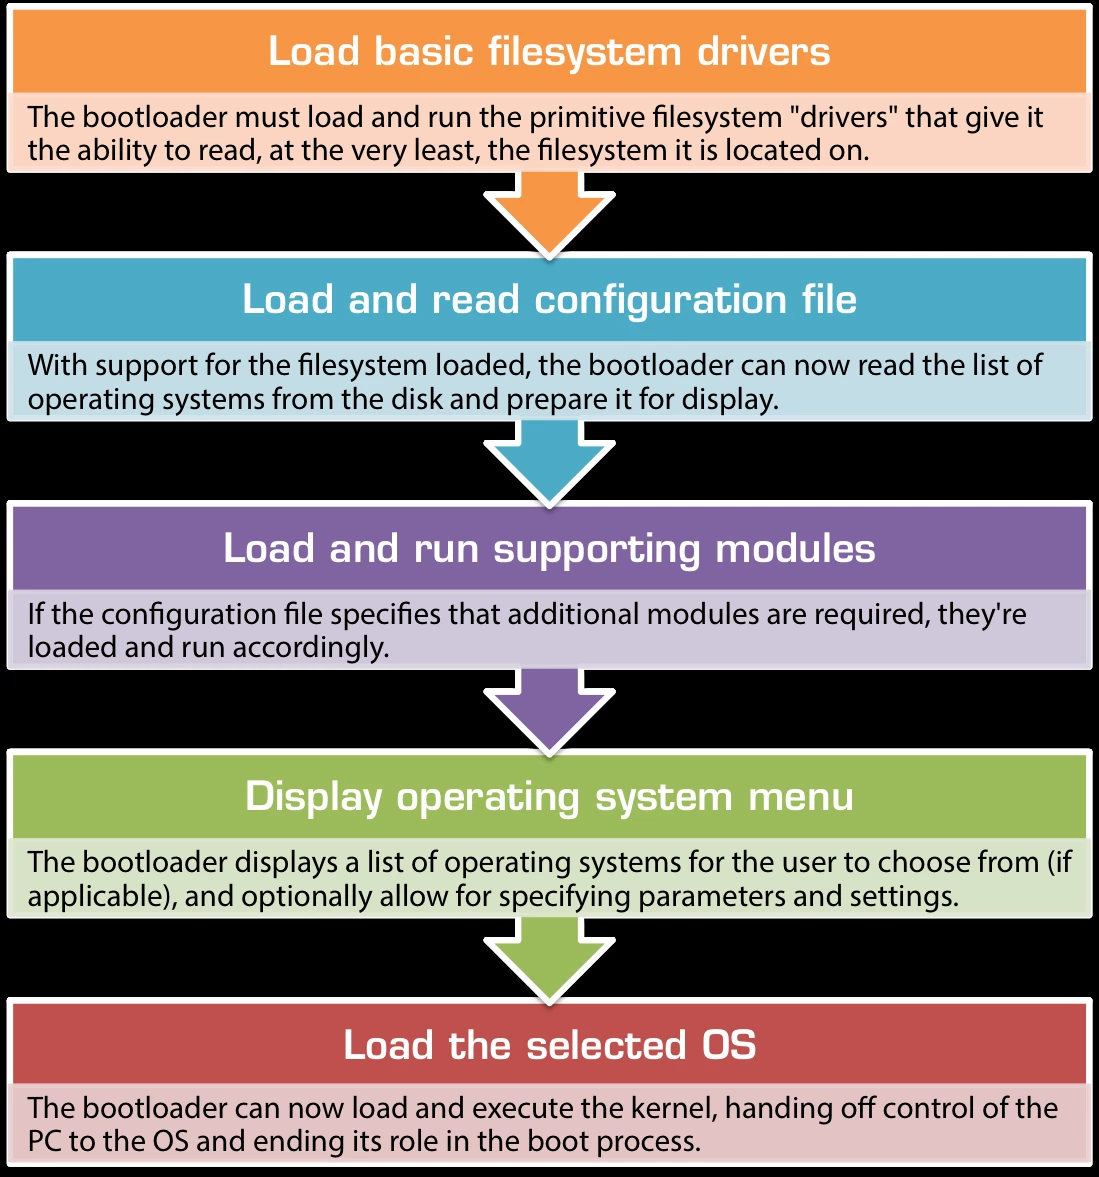 Load basic filesystem drivers
The bootloader must load and run the primitive filesystem "drivers" that give it
the ability to read, at the very least, the filesystem it is located on.
Load and read configuration file
With support for the filesystem loaded, the bootloader can now read the list of
operating systems from the disk and prepare it for display.
Load and run supporting modules
If the configuration file specifies that additional modules are required, they're
loaded and run accordingly.
Display operating system menu
The bootloader displays a list of operating systems for the user to choose from (if
applicable), and optionally allow for specifying parameters and settings.
Load the selected OS
The bootloader can now load and execute the kernel, handing off control of the
PC to the OS and ending its role in the boot process.